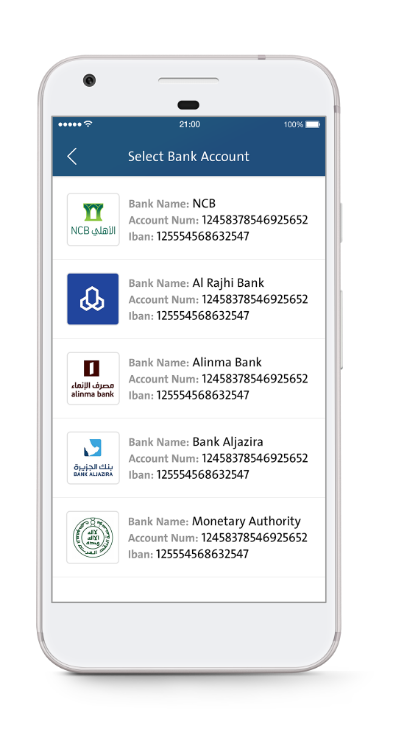 21:00
100%
Select Bank Account
Bank Name: NCB
Account Num: 12458378546925652
Iban: 125554568632547
NCB الأهلي
Bank Name: Al Rajhi Bank
Account Num: 12458378546925652
Iban: 125554568632547
Bank Name: Alinma Bank
Account Num: 12458378546925652
Iban: 125554568632547
مصرف الإنماء
alinma bank
Bank Name: Bank Aljazira
Account Num: 12458378546925652
Iban: 125554568632547
بنك الجزيرة
BANK ALJAZIRA
Bank Name: Monetary Authority
Account Num: 12458378546925652
Iban: 125554568632547